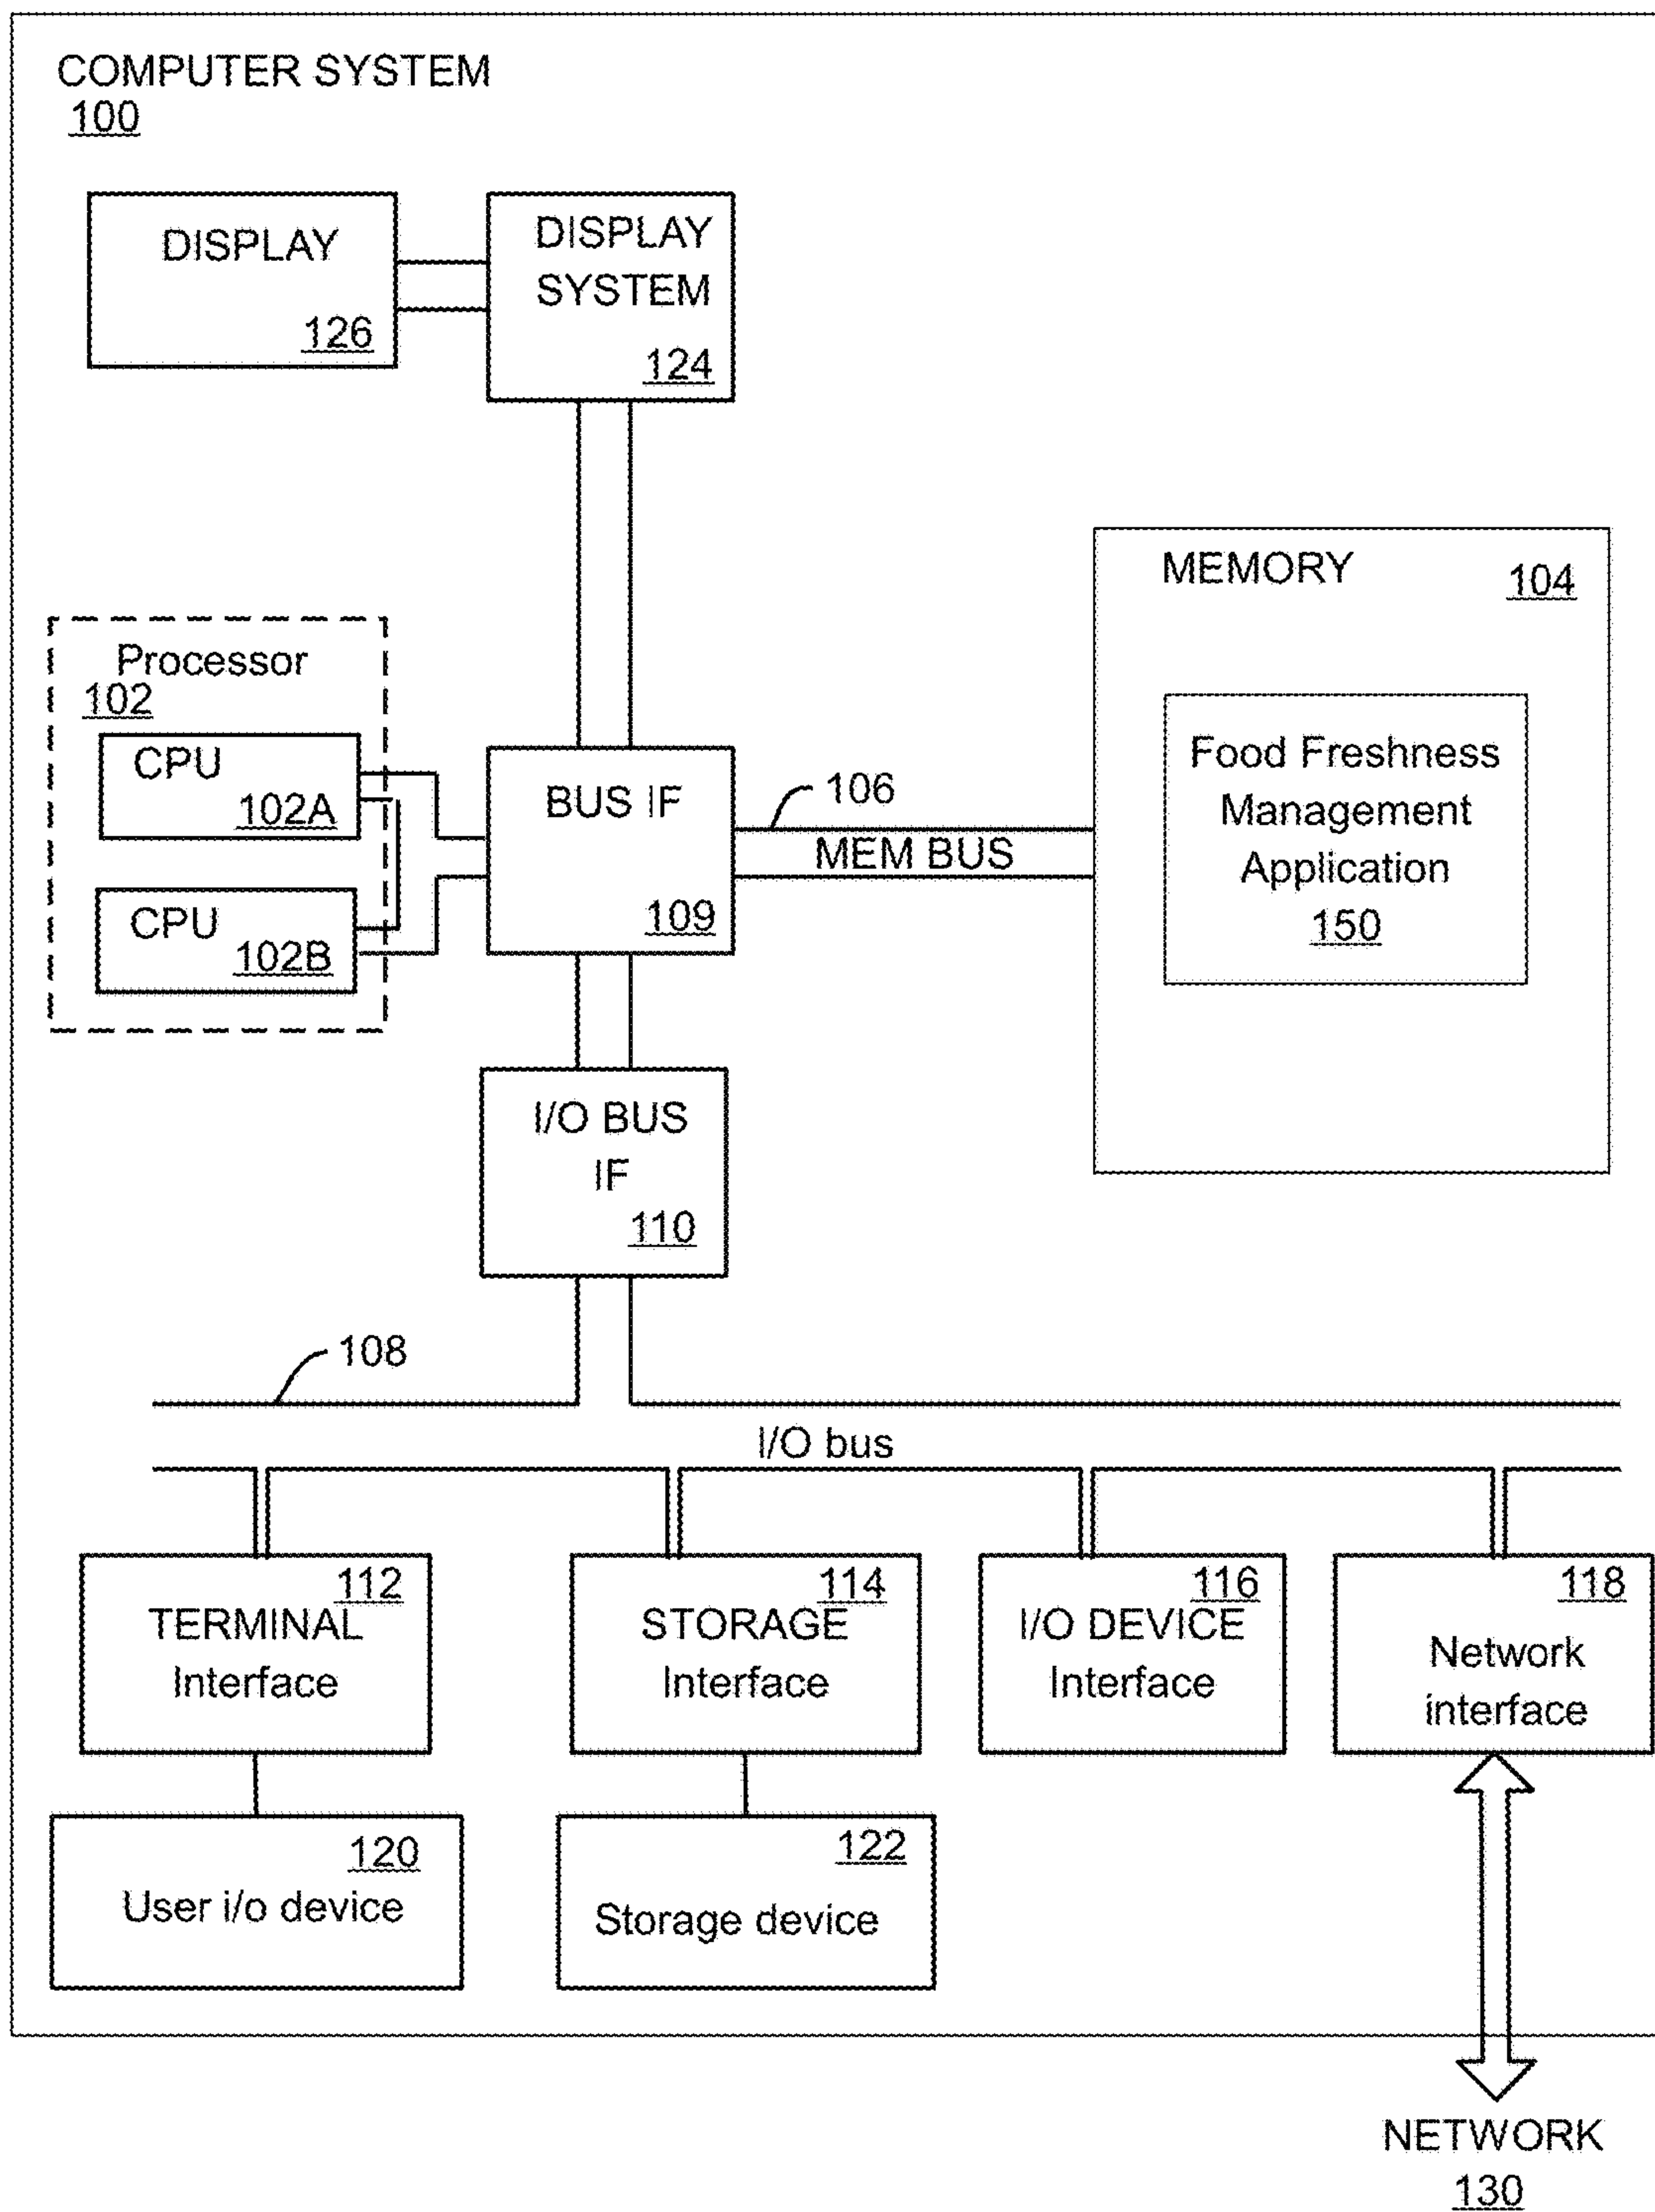 COMPUTER SYSTEM
100
DISPLAY
126
DISPLAY
SYSTEM
124
MEMORY
104
Food Freshness
Management
Application
150
Processor
102
CPU
102A
CPU
102B
BUS IF
109
106
MEM BUS
I/O BUS
IF
110
108
I/O bus
112
TERMINAL
Interface
114
STORAGE
Interface
116
I/O DEVICE
Interface
118
Network
interface
120
User i/o device
122
Storage device
NETWORK
130